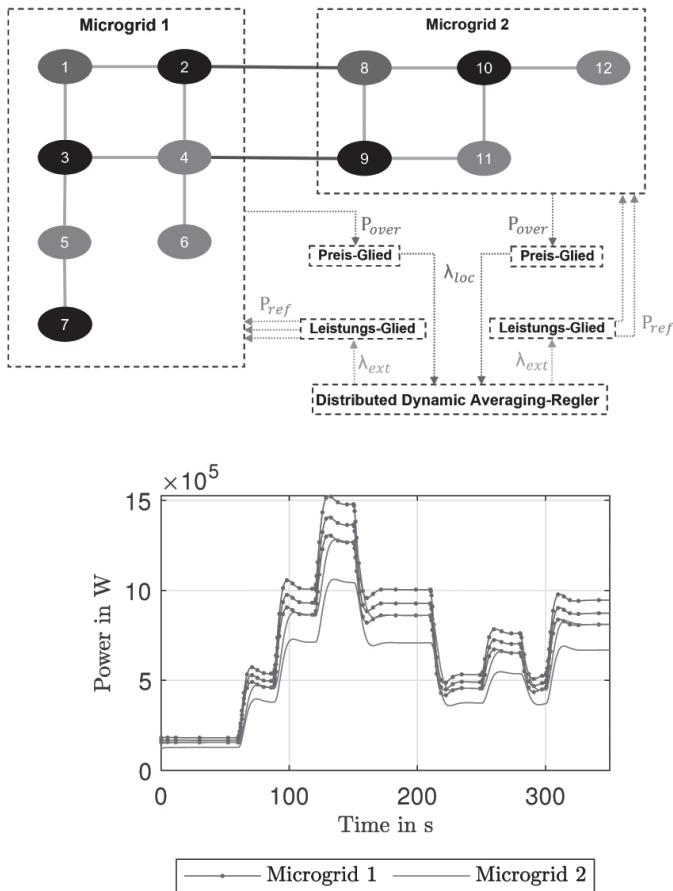 Microgrid 1
Microgrid 2
1
2
8
10
12
3
4
9
11
5
6
7
P_over
P_over
Preis-Glied
Preis-Glied
λ_loc
P_ref
Leistungs-Glied
Leistungs-Glied
P_ref
λ_ext
λ_ext
Distributed Dynamic Averaging-Regler
×10^5
15
10
5
0
Power in W
0
100
200
300
Time in s
Microgrid 1
Microgrid 2